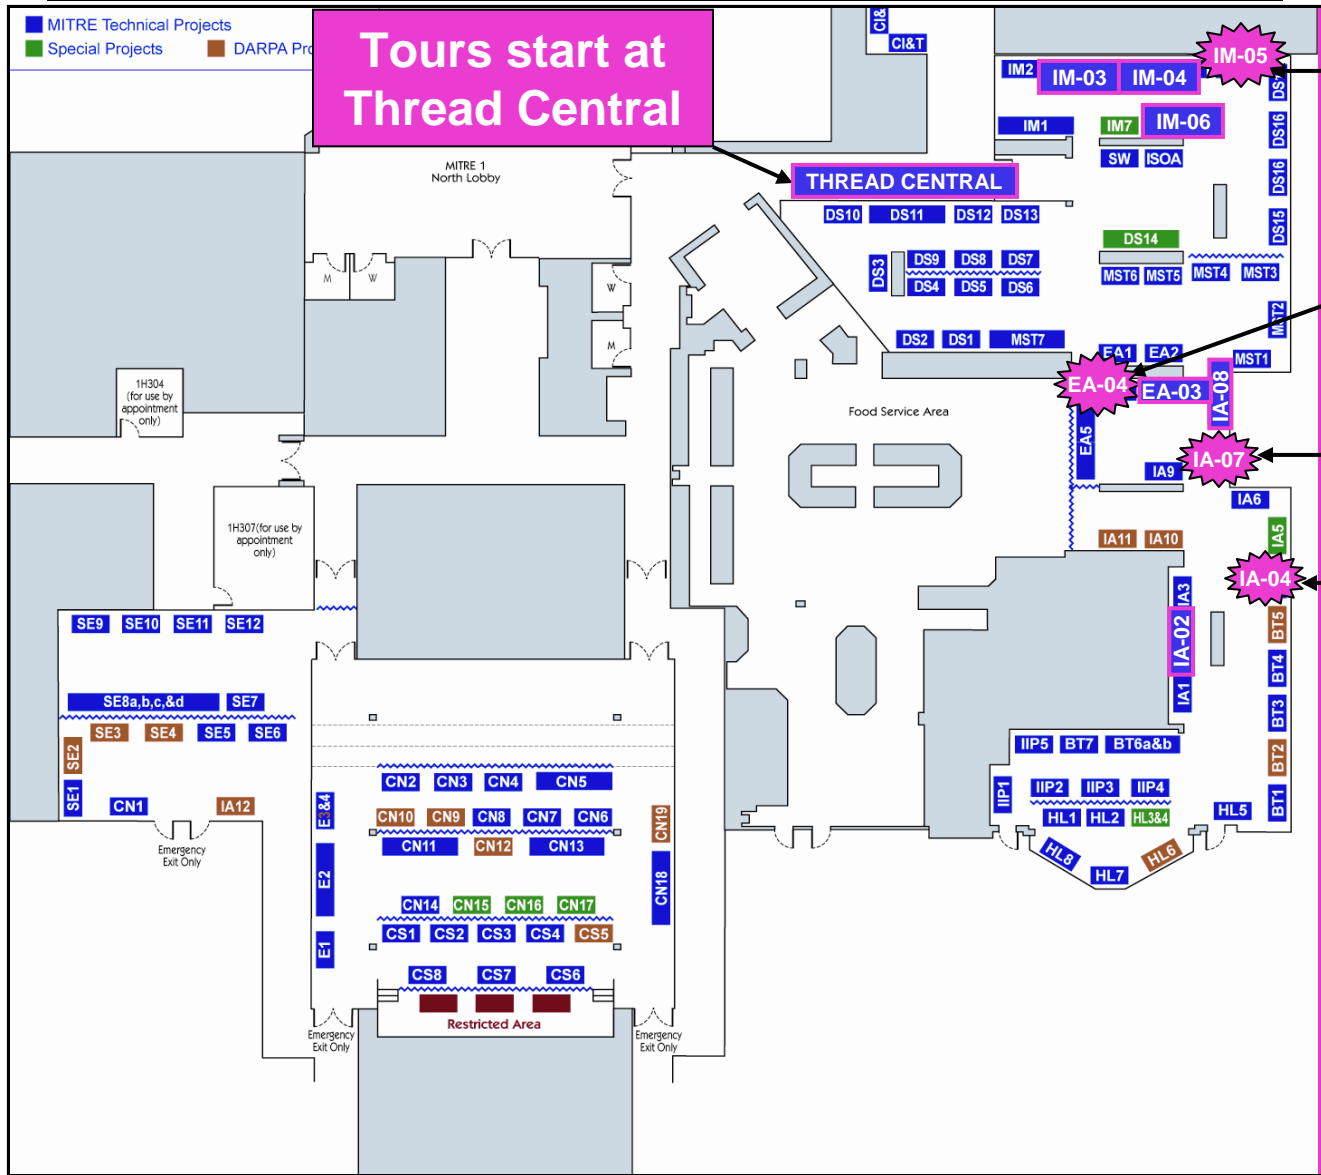 MITRE Technical Projects
Special Projects
DARPA Pro
Tours start at
Thread Central
CI&
CI&T
IM2
IM-03
IM-04
IM-05
DS
IM1
IM7
IM-06
DS16
SW
ISOA
DS16
MITRE 1
North Lobby
THREAD CENTRAL
DS10
DS11
DS12
DS13
DS15
DS14
DS3
DS9
DS8
DS7
DS4
DS5
DS6
MST6
MST5
MST4
MST3
M
W
W
M
MST2
DS2
DS1
MST7
EA1
EA2
MST1
EA-04
EA-03
IA-08
1H304
(for use by
appointment
only)
Food Service Area
EA5
IA-07
IA9
IA6
1H307(for use by
appointment
only)
IA11
IA10
IA5
IA-04
IA3
IA-02
IA1
BT5
BT4
BT3
BT2
BT1
SE9
SE10
SE11
SE12
SE8a,b,c,&d
SE7
SE3
SE4
SE5
SE6
SE2
SE1
CN1
IA12
Emergency
Exit Only
IIP5
BT7
BT6a&b
IIP1
IIP2
IIP3
IIP4
HL1
HL2
HL3&4
HL5
HL8
HL7
HL6
CN2
CN3
CN4
CN5
E3&4
CN10
CN9
CN8
CN7
CN6
CN19
CN11
CN12
CN13
E2
CN18
CN14
CN15
CN16
CN17
E1
CS1
CS2
CS3
CS4
CS5
CS8
CS7
CS6
Restricted Area
Emergency
Exit Only
Emergency
Exit Only